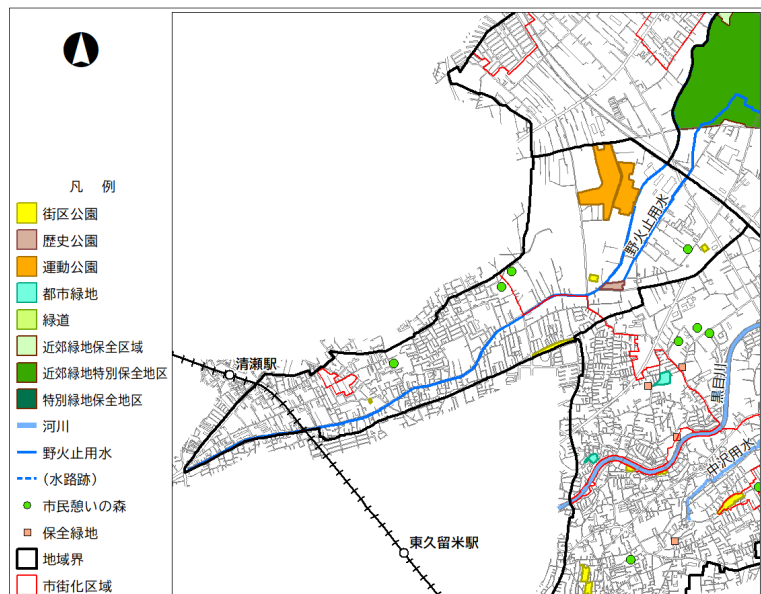 凡 例
街区公園
歴史公園
運動公園
都市緑地
緑道
近郊緑地保全区域
近郊緑地特別保全地区
特別緑地保全地区
河川
野火止用水
(水路跡)
市民憩いの森
保全緑地
地域界
市街化区域
野火止用水
清瀬駅
黒目川
中沢用水
東久留米駅